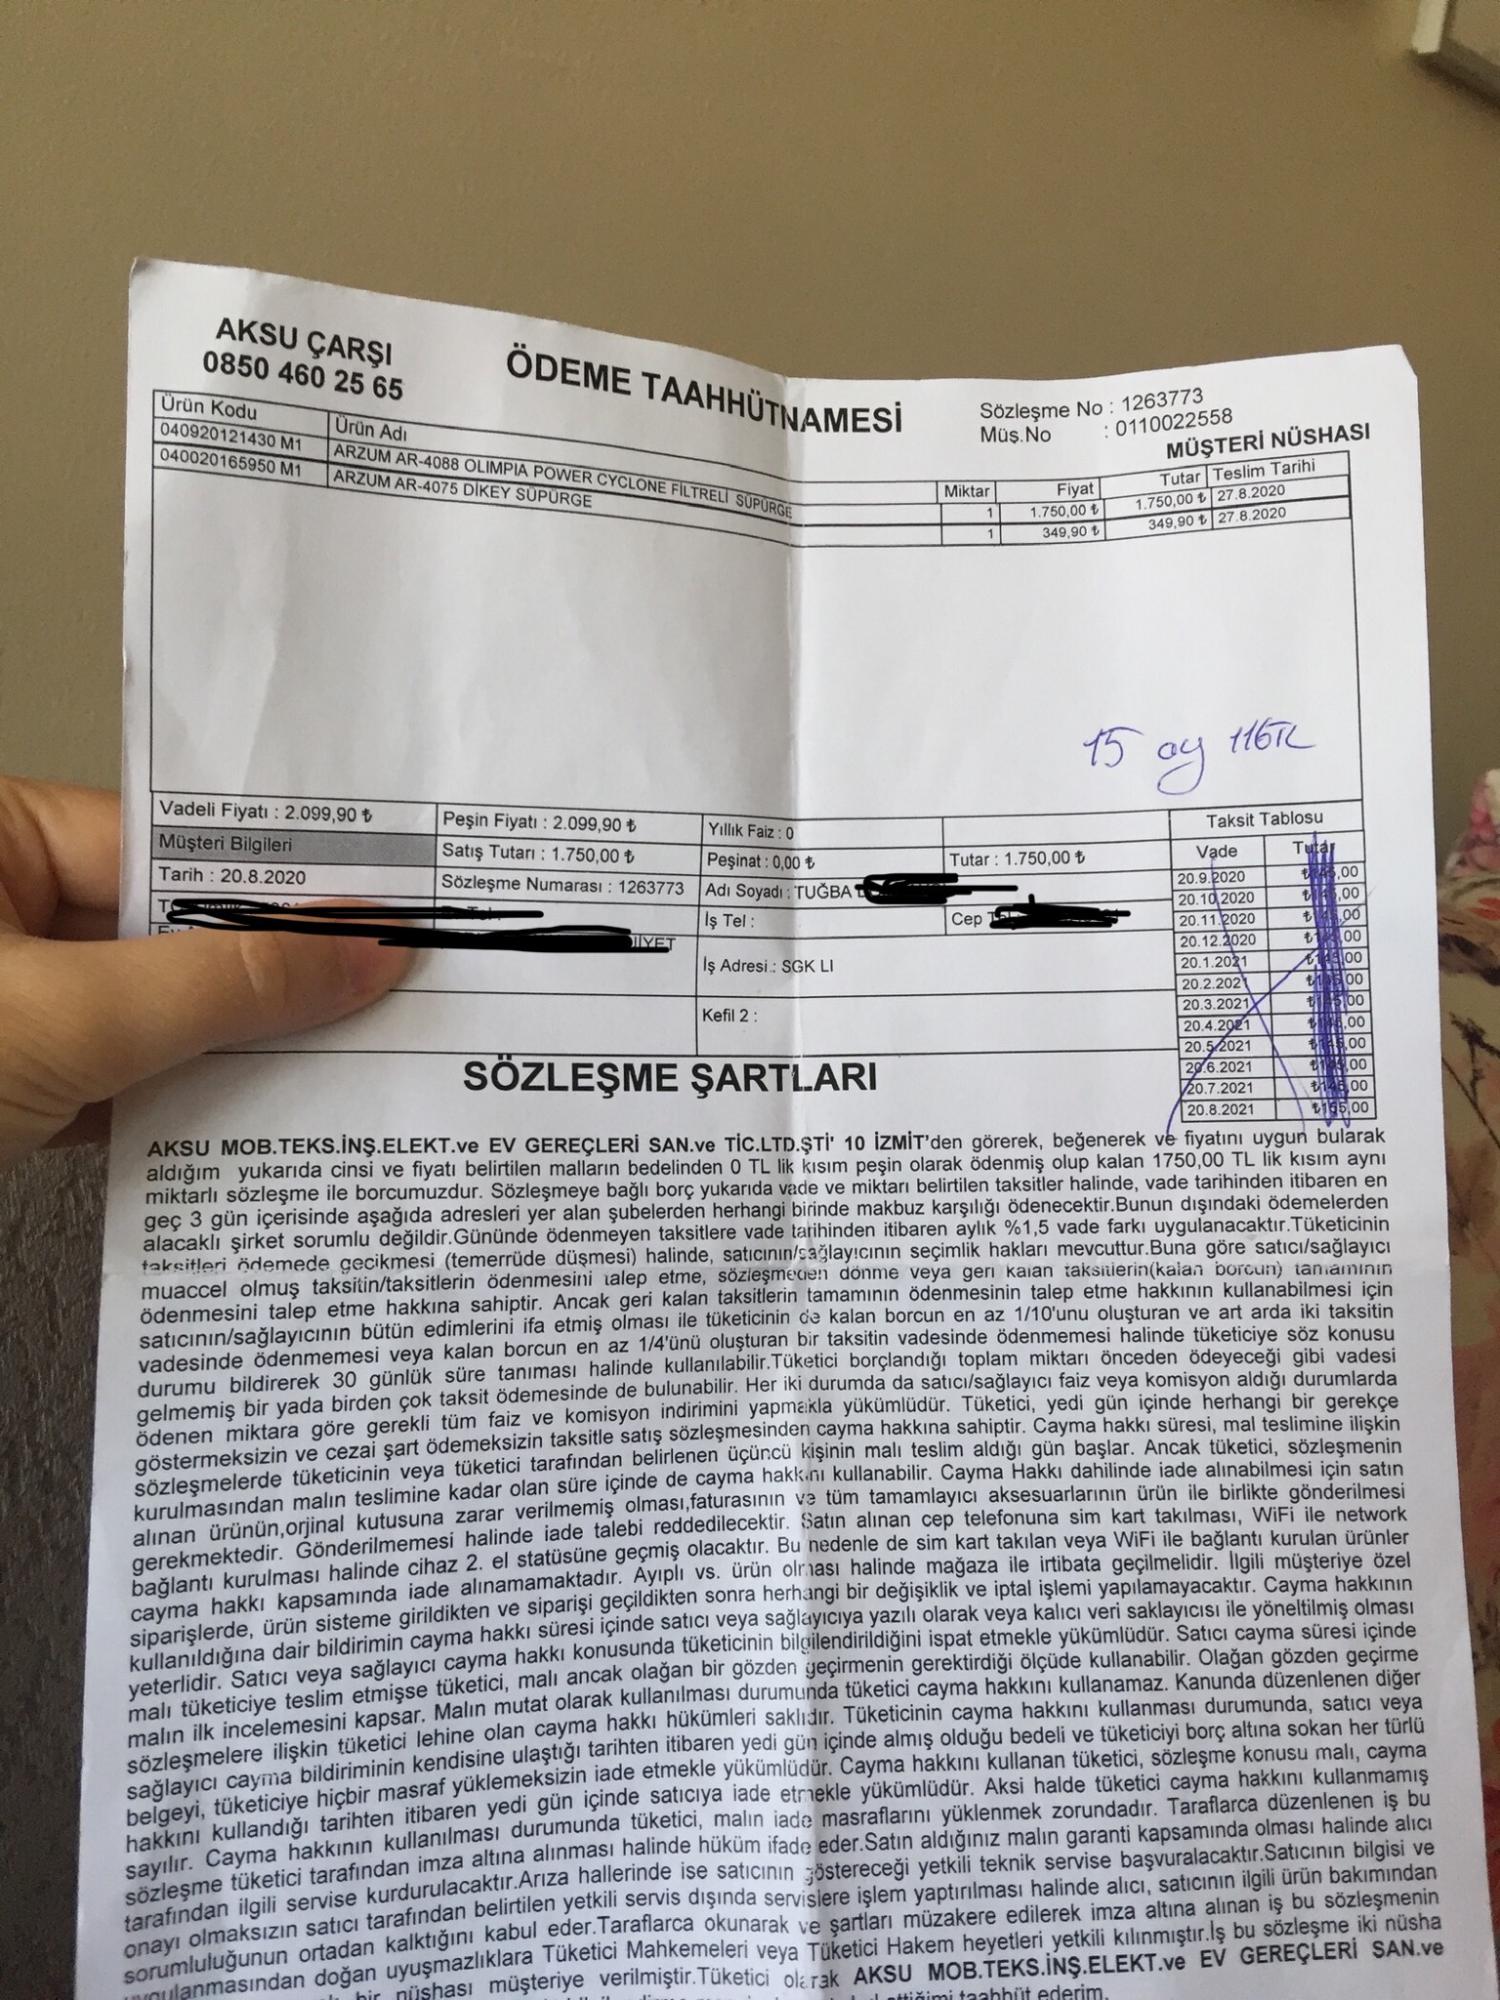 AKSU ÇARŞI
0850 460 25 65
ÖDEME TAAHHÜTNAMESİ
Sözleşme No : 1263773
Müş.No : 0110022558
MÜŞTERİ NÜSHASI
Ürün Kodu Ürün Adı Miktar Fiyat Tutar Teslim Tarihi
040920121430 M1 ARZUM AR-4088 OLIMPIA POWER CYCLONE FİLTRELİ SÜPÜRGE 1 1.750,00 ₺ 1.750,00 ₺ 27.8.2020
040020165950 M1 ARZUM AR-4075 DİKEY SÜPÜRGE 1 349,90 ₺ 349,90 ₺ 27.8.2020
15 ay 116TL
Vadeli Fiyatı : 2.099,90 ₺ Peşin Fiyatı : 2.099,90 ₺ Yıllık Faiz : 0
Müşteri Bilgileri Satış Tutarı : 1.750,00 ₺ Peşinat : 0,00 ₺ Tutar : 1.750,00 ₺
Tarih : 20.8.2020 Sözleşme Numarası : 1263773 Adı Soyadı : TUĞBA
İş Tel : Cep
İş Adresi : SGK LI
Kefil 2 :
Taksit Tablosu
Vade Tutar
20.9.2020 ₺145,00
20.10.2020 ₺145,00
20.11.2020 ₺145,00
20.12.2020 ₺145,00
20.1.2021 ₺145,00
20.2.2021 ₺145,00
20.3.2021 ₺145,00
20.4.2021 ₺145,00
20.5.2021 ₺145,00
20.6.2021 ₺145,00
20.7.2021 ₺145,00
20.8.2021 ₺155,00
SÖZLEŞME ŞARTLARI
AKSU MOB.TEKS.İNŞ.ELEKT.ve EV GEREÇLERİ SAN.ve TİC.LTD.ŞTİ' 10 İZMİT'den görerek, beğenerek ve fiyatını uygun bularak
aldığım yukarıda cinsi ve fiyatı belirtilen malların bedelinden 0 TL lik kısım peşin olarak ödenmiş olup kalan 1750,00 TL lik kısım aynı
miktarlı sözleşme ile borcumuzdur. Sözleşmeye bağlı borç yukarıda vade ve miktarı belirtilen taksitler halinde, vade tarihinden itibaren en
geç 3 gün içerisinde aşağıda adresleri yer alan şubelerden herhangi birinde makbuz karşılığı ödenecektir.Bunun dışındaki ödemelerden
alacaklı şirket sorumlu değildir.Gününde ödenmeyen taksitlere vade tarihinden itibaren aylık %1,5 vade farkı uygulanacaktır.Tüketicinin
taksitleri ödemede gecikmesi (temerrüde düşmesi) halinde, satıcının/sağlayıcının seçimlik hakları mevcuttur.Buna göre satıcı/sağlayıcı
muaccel olmuş taksitin/taksitlerin ödenmesini talep etme, sözleşmeden dönme veya geri kalan taksitlerin(kalan borcun) tamamının
ödenmesini talep etme hakkına sahiptir. Ancak geri kalan taksitlerin tamamının ödenmesinin talep etme hakkının kullanabilmesi için
satıcının/sağlayıcının bütün edimlerini ifa etmiş olması ile tüketicinin de kalan borcun en az 1/10'unu oluşturan ve art arda iki taksitin
vadesinde ödenmemesi veya kalan borcun en az 1/4'ünü oluşturan bir taksitin vadesinde ödenmemesi halinde tüketiciye söz konusu
durumu bildirerek 30 günlük süre tanıması halinde kullanılabilir.Tüketici borçlandığı toplam miktarı önceden ödeyeceği gibi vadesi
gelmemiş bir yada birden çok taksit ödemesinde de bulunabilir. Her iki durumda da satıcı/sağlayıcı faiz veya komisyon aldığı durumlarda
ödenen miktara göre gerekli tüm faiz ve komisyon indirimini yapmakla yükümlüdür. Tüketici, yedi gün içinde herhangi bir gerekçe
göstermeksizin ve cezai şart ödemeksizin taksitle satış sözleşmesinden cayma hakkına sahiptir. Cayma hakkı süresi, mal teslimine ilişkin
sözleşmelerde tüketicinin veya tüketici tarafından belirlenen üçüncü kişinin malı teslim aldığı gün başlar. Ancak tüketici, sözleşmenin
kurulmasından malın teslimine kadar olan süre içinde de cayma hakkını kullanabilir. Cayma Hakkı dahilinde iade alınabilmesi için satın
alınan ürünün,orjinal kutusuna zarar verilmemiş olması,faturasının ve tüm tamamlayıcı aksesuarlarının ürün ile birlikte gönderilmesi
gerekmektedir. Gönderilmemesi halinde iade talebi reddedilecektir. Satın alınan cep telefonuna sim kart takılması, WiFi ile network
bağlantı kurulması halinde cihaz 2. el statüsüne geçmiş olacaktır. Bu nedenle de sim kart takılan veya WiFi ile bağlantı kurulan ürünler
cayma hakkı kapsamında iade alınamamaktadır. Ayıplı vs. ürün olması halinde mağaza ile irtibata geçilmelidir. İlgili müşteriye özel
siparişlerde, ürün sisteme girildikten ve siparişi geçildikten sonra herhangi bir değişiklik ve iptal işlemi yapılamayacaktır. Cayma hakkının
kullanıldığına dair bildirimin cayma hakkı süresi içinde satıcı veya sağlayıcıya yazılı olarak veya kalıcı veri saklayıcısı ile yöneltilmiş olması
yeterlidir. Satıcı veya sağlayıcı cayma hakkı konusunda tüketicinin bilgilendirildiğini ispat etmekle yükümlüdür. Satıcı cayma süresi içinde
malı tüketiciye teslim etmişse tüketici, malı ancak olağan bir gözden geçirmenin gerektirdiği ölçüde kullanabilir. Olağan gözden geçirme
malın ilk incelemesini kapsar. Malın mutat olarak kullanılması durumunda tüketici cayma hakkını kullanamaz. Kanunda düzenlenen diğer
sözleşmelere ilişkin tüketici lehine olan cayma hakkı hükümleri saklıdır. Tüketicinin cayma hakkını kullanması durumunda, satıcı veya
sağlayıcı cayma bildiriminin kendisine ulaştığı tarihten itibaren yedi gün içinde almış olduğu bedeli ve tüketiciyi borç altına sokan her türlü
belgeyi, tüketiciye hiçbir masraf yüklemeksizin iade etmekle yükümlüdür. Cayma hakkını kullanan tüketici, sözleşme konusu malı, cayma
hakkını kullandığı tarihten itibaren yedi gün içinde satıcıya iade etmekle yükümlüdür. Aksi halde tüketici cayma hakkını kullanmamış
sayılır. Cayma hakkının kullanılması durumunda tüketici, malın iade masraflarını yüklenmek zorundadır. Taraflarca düzenlenen iş bu
sözleşme tüketici tarafından imza altına alınması halinde hüküm ifade eder.Satın aldığınız malın garanti kapsamında olması halinde alıcı
tarafından ilgili servise kurdurulacaktır.Arıza hallerinde ise satıcının göstereceği yetkili teknik servise başvuralacaktır.Satıcının bilgisi ve
onayı olmaksızın satıcı tarafından belirtilen yetkili servis dışında servislere işlem yaptırılması halinde alıcı, satıcının ilgili ürün bakımından
sorumluluğunun ortadan kalktığını kabul eder.Taraflarca okunarak ve şartları müzakere edilerek imza altına alınan iş bu sözleşmenin
uygulanmasından doğan uyuşmazlıklara Tüketici Mahkemeleri veya Tüketici Hakem heyetleri yetkili kılınmıştır.İş bu sözleşme iki nüsha
bir nüshası müşteriye verilmiştir.Tüketici olarak AKSU MOB.TEKS.İNŞ.ELEKT.ve EV GEREÇLERİ SAN.ve
ettiğimi taahhüt ederim.